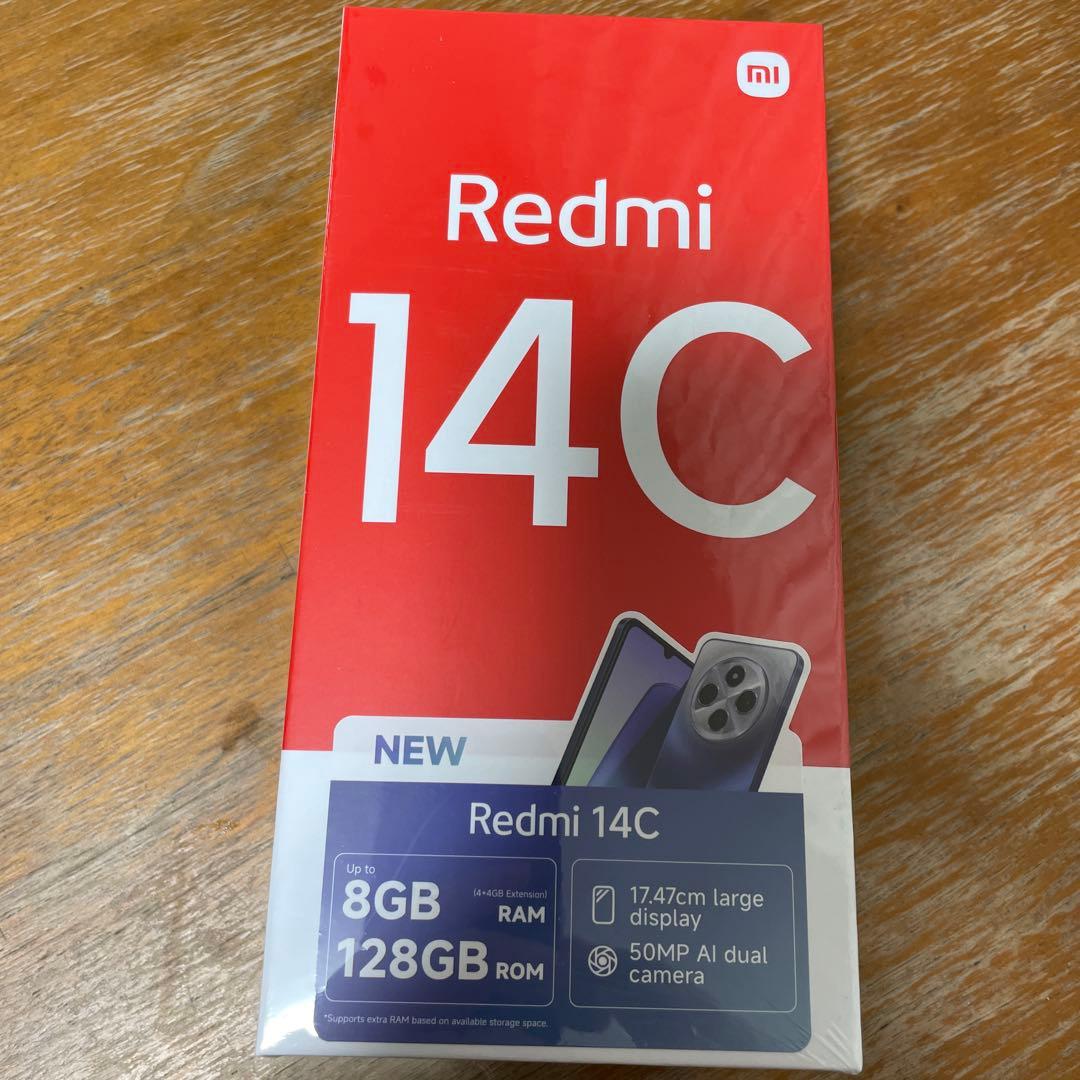 mi
Redmi
14C
NEW
Redmi 14C
Up to
8GB (4+4GB Extension) RAM
128GB ROM
17.47cm large
display
50MP AI dual
camera
*Supports extra RAM based on available storage space.